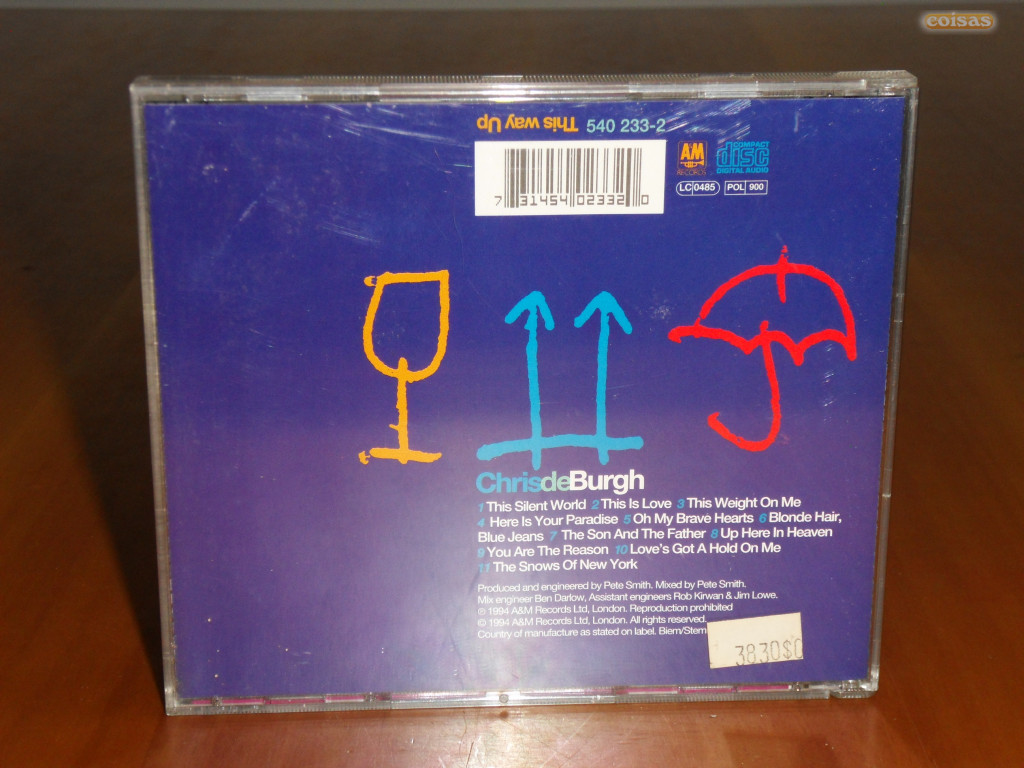 coisas
This way Up 540 233-2
7 31454 02332 0
A&M RECORDS
COMPACT disc DIGITAL AUDIO
LC 0485 POL 900
Chris de Burgh
1 This Silent World 2 This Is Love 3 This Weight On Me
4 Here Is Your Paradise 5 Oh My Brave Hearts 6 Blonde Hair,
Blue Jeans 7 The Son And The Father 8 Up Here In Heaven
9 You Are The Reason 10 Love's Got A Hold On Me
11 The Snows Of New York
Produced and engineered by Pete Smith. Mixed by Pete Smith.
Mix engineer Ben Darlow, Assistant engineers Rob Kirwan & Jim Lowe.
℗ 1994 A&M Records Ltd, London. Reproduction prohibited
© 1994 A&M Records Ltd, London. All rights reserved.
Country of manufacture as stated on label. Biem/Stem
3830$0